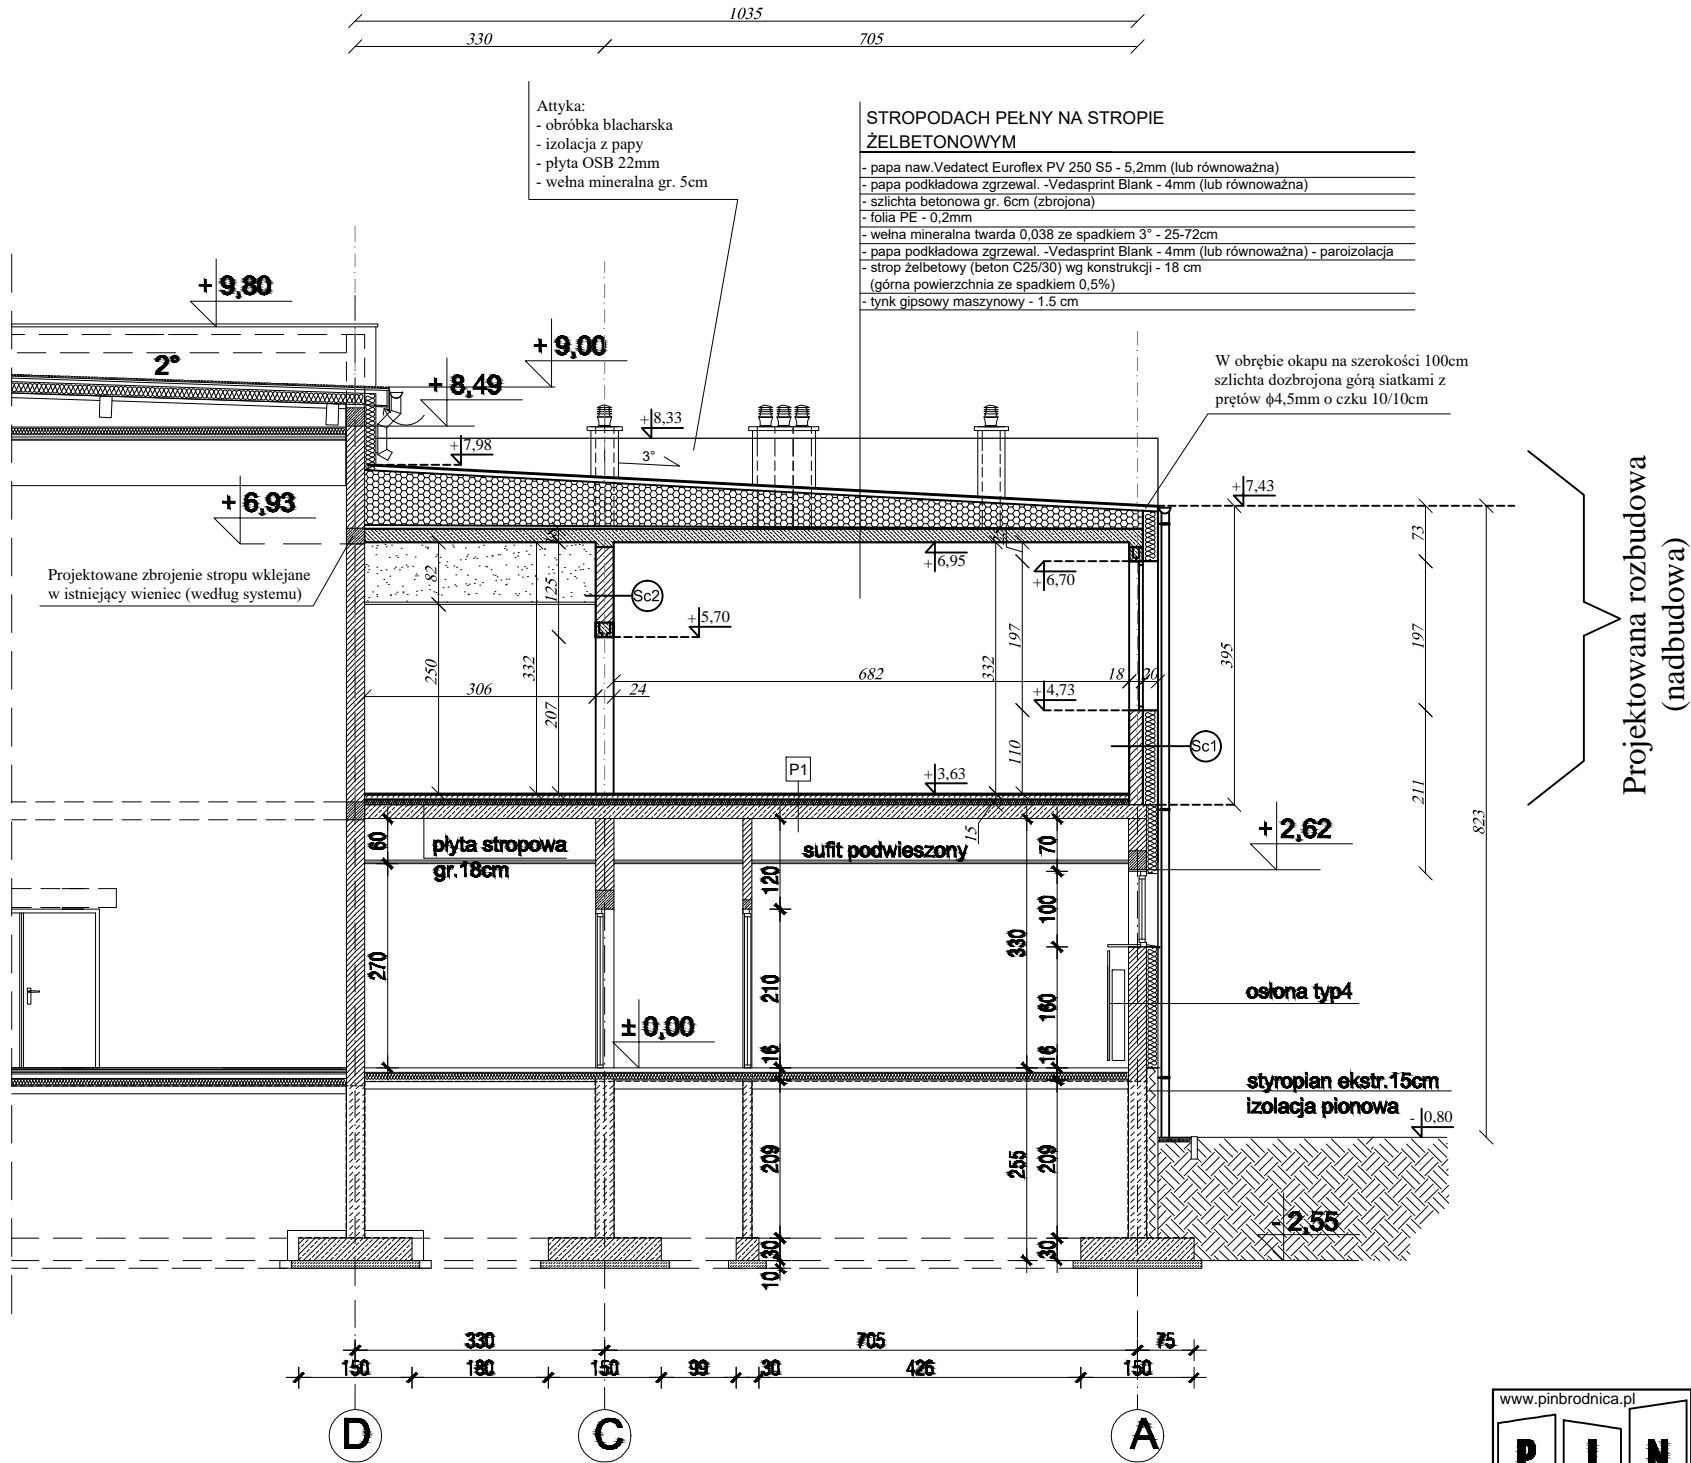 1035
330
705
Attyka:
- obróbka blacharska
- izolacja z papy
- płyta OSB 22mm
- wełna mineralna gr. 5cm
STROPODACH PEŁNY NA STROPIE
ŻELBETONOWYM
- papa naw.Vedatect Euroflex PV 250 S5 - 5,2mm (lub równoważna)
- papa podkładowa zgrzewal. -Vedasprint Blank - 4mm (lub równoważna)
- szlichta betonowa gr. 6cm (zbrojona)
- folia PE - 0,2mm
- wełna mineralna twarda 0,038 ze spadkiem 3° - 25-72cm
- papa podkładowa zgrzewal. -Vedasprint Blank - 4mm (lub równoważna) - paroizolacja
- strop żelbetowy (beton C25/30) wg konstrukcji - 18 cm
(górna powierzchnia ze spadkiem 0,5%)
- tynk gipsowy maszynowy - 1.5 cm
+ 9,80
2°
+ 9,00
+ 8,49
W obrębie okapu na szerokości 100cm
szlichta dozbrojona górą siatkami z
prętów ϕ4,5mm o czku 10/10cm
+8,33
+7,98
3°
+7,43
+ 6,93
Projektowane zbrojenie stropu wklejane
w istniejący wieniec (według systemu)
82
125
Sc2
+6,95
+6,70
+5,70
73
197
197
395
250
332
332
306
24
682
18
20
+4,73
207
110
Sc1
P1
+3,63
211
823
Projektowana rozbudowa
(nadbudowa)
60
płyta stropowa
gr.18cm
sufit podwieszony
15
70
+ 2,62
120
100
330
270
210
160
osłona typ4
± 0,00
16
16
styropian ekstr.15cm
izolacja pionowa
- 0,80
209
255
209
- 2,55
30
30
10
330
705
75
150
180
150
99
30
426
150
D
C
A
www.pinbrodnica.pl
P I N